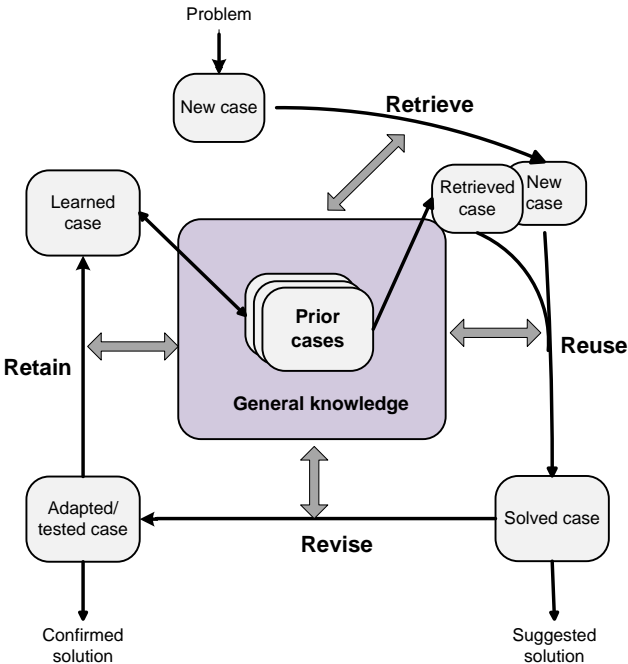 Problem
New case
Retrieve
Learned
case
Retrieved
case
New
case
Prior
cases
General knowledge
Retain
Reuse
Adapted/
tested case
Revise
Solved case
Confirmed
solution
Suggested
solution